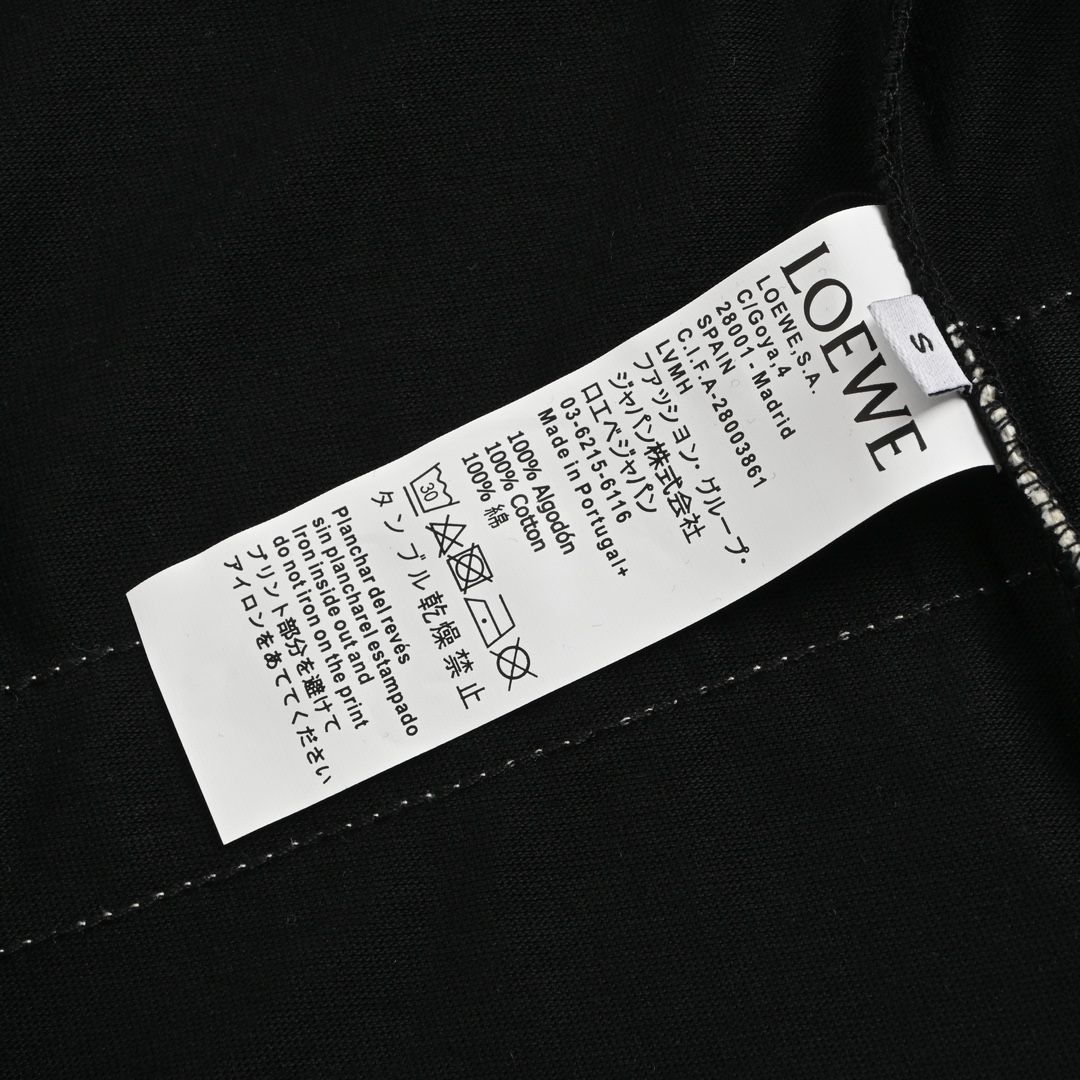 LOEWE
S
LOEWE,S.A.
C/Goya,4
28001 - Madrid
SPAIN
C.I.F.A-28003861
LVMH
ファッション・グループ・
ジャパン株式会社
ロエベジャパン
03-6215-6116
Made in Portugal+
100% Algodón
100% Cotton
100% 綿
30
タンブル乾燥禁止
Planchar del revés
sin planchar el estampado
Iron inside out and
do not iron on the print
プリント部分を避けて
アイロンをあててください